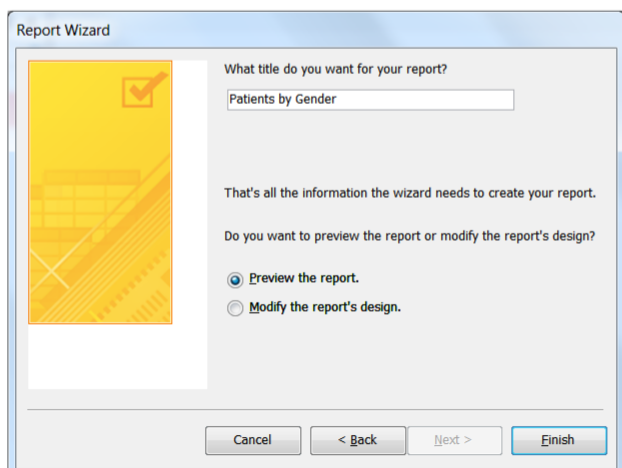 Report Wizard
What title do you want for your report?
Patients by Gender
That's all the information the wizard needs to create your report.
Do you want to preview the report or modify the report's design?
Preview the report.
Modify the report's design.
Cancel
< Back
Next >
Finish